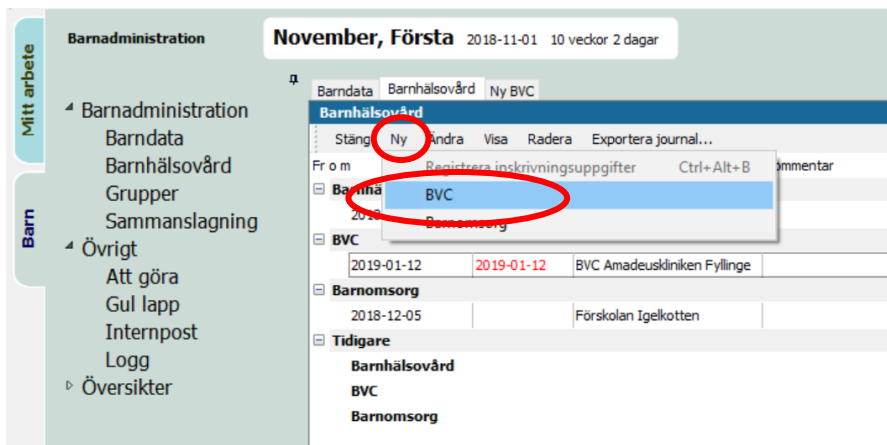 Barnadministration
November, Första 2018-11-01 10 veckor 2 dagar
Mitt arbete
Barn
Barnadministration
Barndata
Barnhälsovård
Grupper
Sammanslagning
Övrigt
Att göra
Gul lapp
Internpost
Logg
Översikter
Barndata Barnhälsovård Ny BVC
Barnhälsovård
Stäng Ny Ändra Visa Radera Exportera journal...
Fr o m
Registrera inskrivningsuppgifter Ctrl+Alt+B
BVC
Barnomsorg
BVC
2019-01-12 2019-01-12 BVC Amadeuskliniken Fyllinge
Barnomsorg
2018-12-05 Förskolan Igelkotten
Tidigare
Barnhälsovård
BVC
Barnomsorg